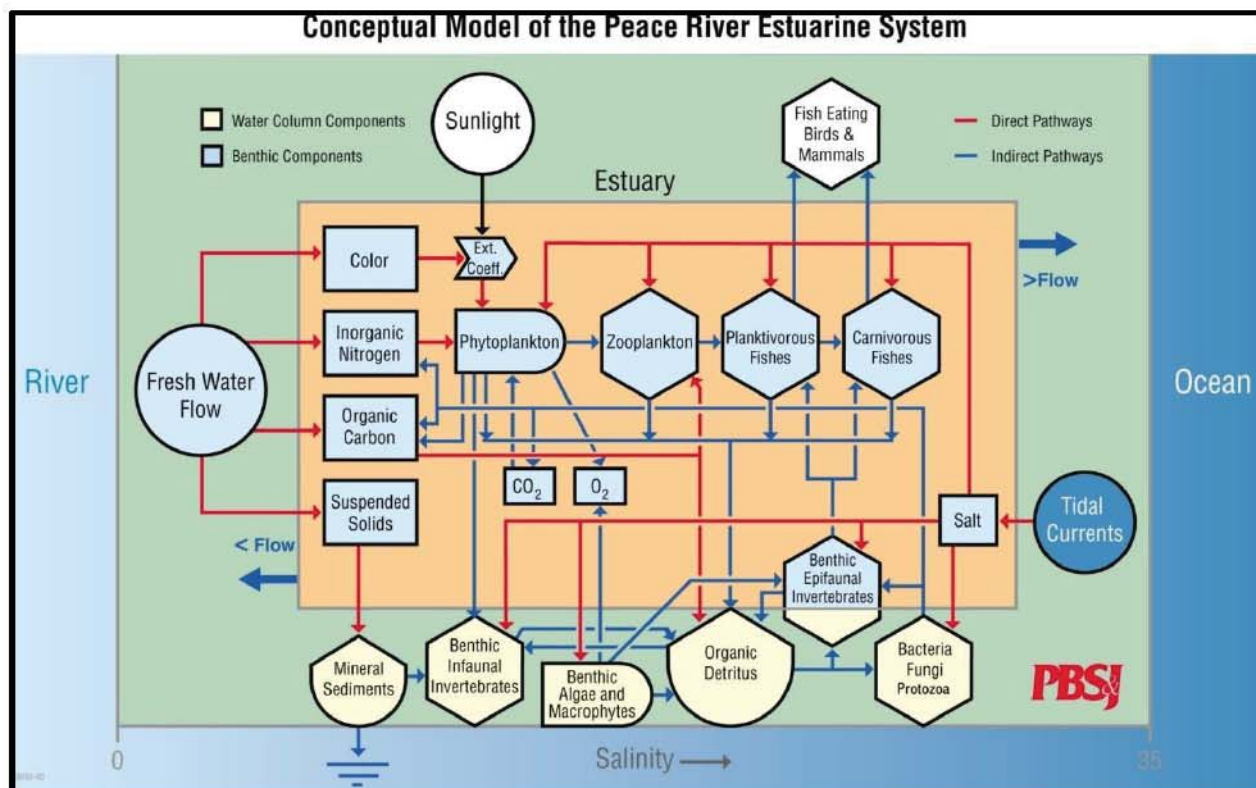 Conceptual Model of the Peace River Estuarine System
Water Column Components
Benthic Components
Sunlight
Fish Eating
Birds &
Mammals
Direct Pathways
Indirect Pathways
Estuary
Color
Ext.
Coeff.
>Flow
Inorganic
Nitrogen
Phytoplankton
Zooplankton
Planktivorous
Fishes
Carnivorous
Fishes
River
Fresh Water
Flow
Ocean
Organic
Carbon
CO2
O2
Suspended
Solids
Salt
Tidal
Currents
< Flow
Benthic
Epifaunal
Invertebrates
Mineral
Sediments
Benthic
Infaunal
Invertebrates
Benthic
Algae and
Macrophytes
Organic
Detritus
Bacteria
Fungi
Protozoa
PBS&J
0
Salinity
35